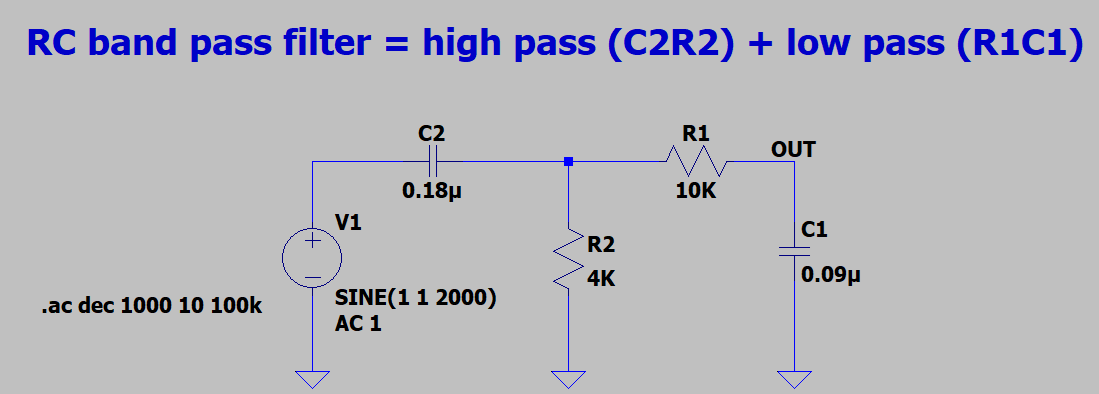 RC band pass filter = high pass (C2R2) + low pass (R1C1)
C2
0.18µ
R1
10K
OUT
V1
SINE(1 1 2000)
AC 1
.ac dec 1000 10 100k
R2
4K
C1
0.09µ